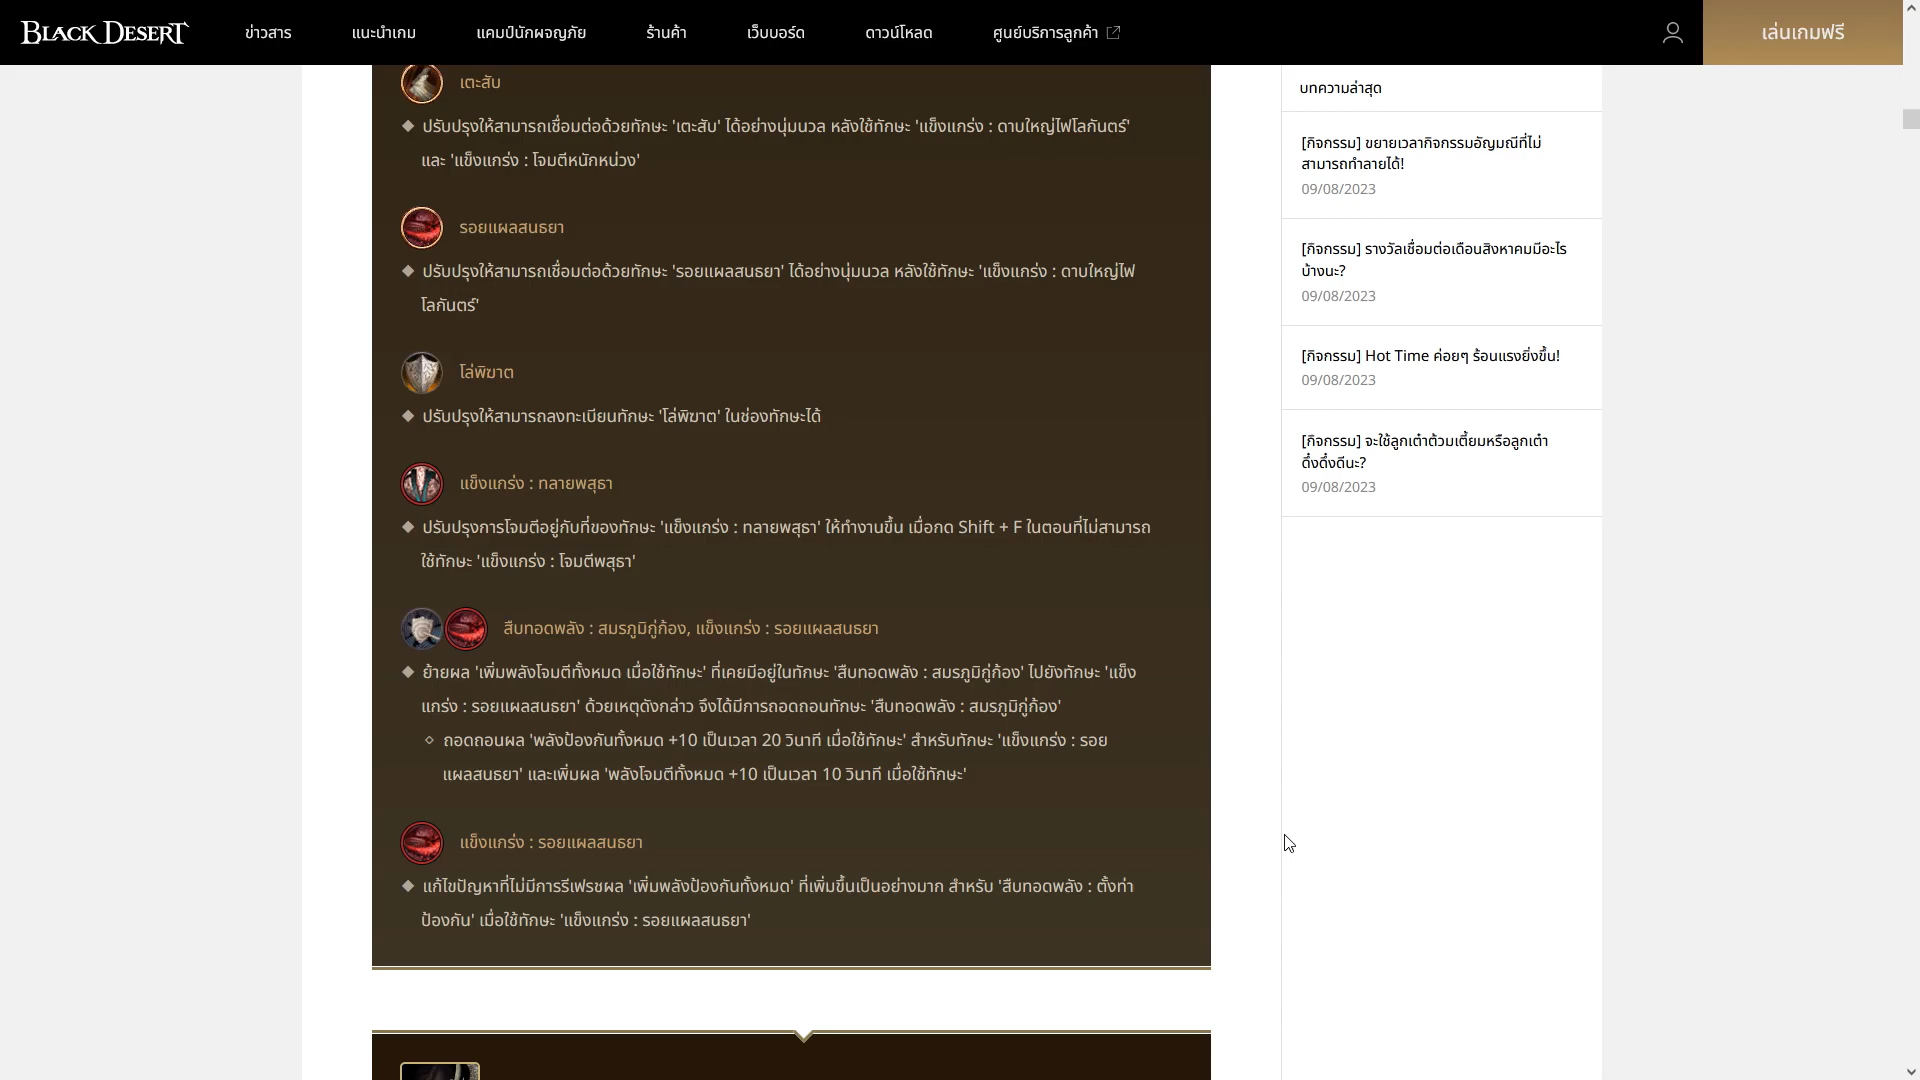 BLACK DESERT
ข่าวสาร
แนะนำเกม
แคมป์นักผจญภัย
ร้านค้า
เว็บบอร์ด
ดาวน์โหลด
ศูนย์บริการลูกค้า
เล่นเกมฟรี
เตะสับ
ปรับปรุงให้สามารถเชื่อมต่อด้วยทักษะ 'เตะสับ' ได้อย่างนุ่มนวล หลังใช้ทักษะ 'แข็งแกร่ง : ดาบใหญ่ไฟโลกันตร์'
และ 'แข็งแกร่ง : โจมตีหนักหน่วง'
รอยแผลสนธยา
ปรับปรุงให้สามารถเชื่อมต่อด้วยทักษะ 'รอยแผลสนธยา' ได้อย่างนุ่มนวล หลังใช้ทักษะ 'แข็งแกร่ง : ดาบใหญ่ไฟ
โลกันตร์'
โล่พิฆาต
ปรับปรุงให้สามารถลงทะเบียนทักษะ 'โล่พิฆาต' ในช่องทักษะได้
แข็งแกร่ง : ทลายพสุธา
ปรับปรุงการโจมตีอยู่กับที่ของทักษะ 'แข็งแกร่ง : ทลายพสุธา' ให้ทำงานขึ้น เมื่อกด Shift + F ในตอนที่ไม่สามารถ
ใช้ทักษะ 'แข็งแกร่ง : โจมตีพสุธา'
สืบทอดพลัง : สมรภูมิกู่ก้อง, แข็งแกร่ง : รอยแผลสนธยา
ย้ายผล 'เพิ่มพลังโจมตีทั้งหมด เมื่อใช้ทักษะ' ที่เคยมีอยู่ในทักษะ 'สืบทอดพลัง : สมรภูมิกู่ก้อง' ไปยังทักษะ 'แข็ง
แกร่ง : รอยแผลสนธยา' ด้วยเหตุดังกล่าว จึงได้มีการถอดถอนทักษะ 'สืบทอดพลัง : สมรภูมิกู่ก้อง'
ถอดถอนผล 'พลังป้องกันทั้งหมด +10 เป็นเวลา 20 วินาที เมื่อใช้ทักษะ' สำหรับทักษะ 'แข็งแกร่ง : รอย
แผลสนธยา' และเพิ่มผล 'พลังโจมตีทั้งหมด +10 เป็นเวลา 10 วินาที เมื่อใช้ทักษะ'
แข็งแกร่ง : รอยแผลสนธยา
แก้ไขปัญหาที่ไม่มีการรีเฟรชผล 'เพิ่มพลังป้องกันทั้งหมด' ที่เพิ่มขึ้นเป็นอย่างมาก สำหรับ 'สืบทอดพลัง : ตั้งท่า
ป้องกัน' เมื่อใช้ทักษะ 'แข็งแกร่ง : รอยแผลสนธยา'
บทความล่าสุด
[กิจกรรม] ขยายเวลากิจกรรมอัญมณีที่ไม่
สามารถทำลายได้!
09/08/2023
[กิจกรรม] รางวัลเชื่อมต่อเดือนสิงหาคมมีอะไร
บ้างนะ?
09/08/2023
[กิจกรรม] Hot Time ค่อยๆ ร้อนแรงยิ่งขึ้น!
09/08/2023
[กิจกรรม] จะใช้ลูกเต๋าต้วมเตี้ยมหรือลูกเต๋า
ดึ๋งดึ๋งดีนะ?
09/08/2023